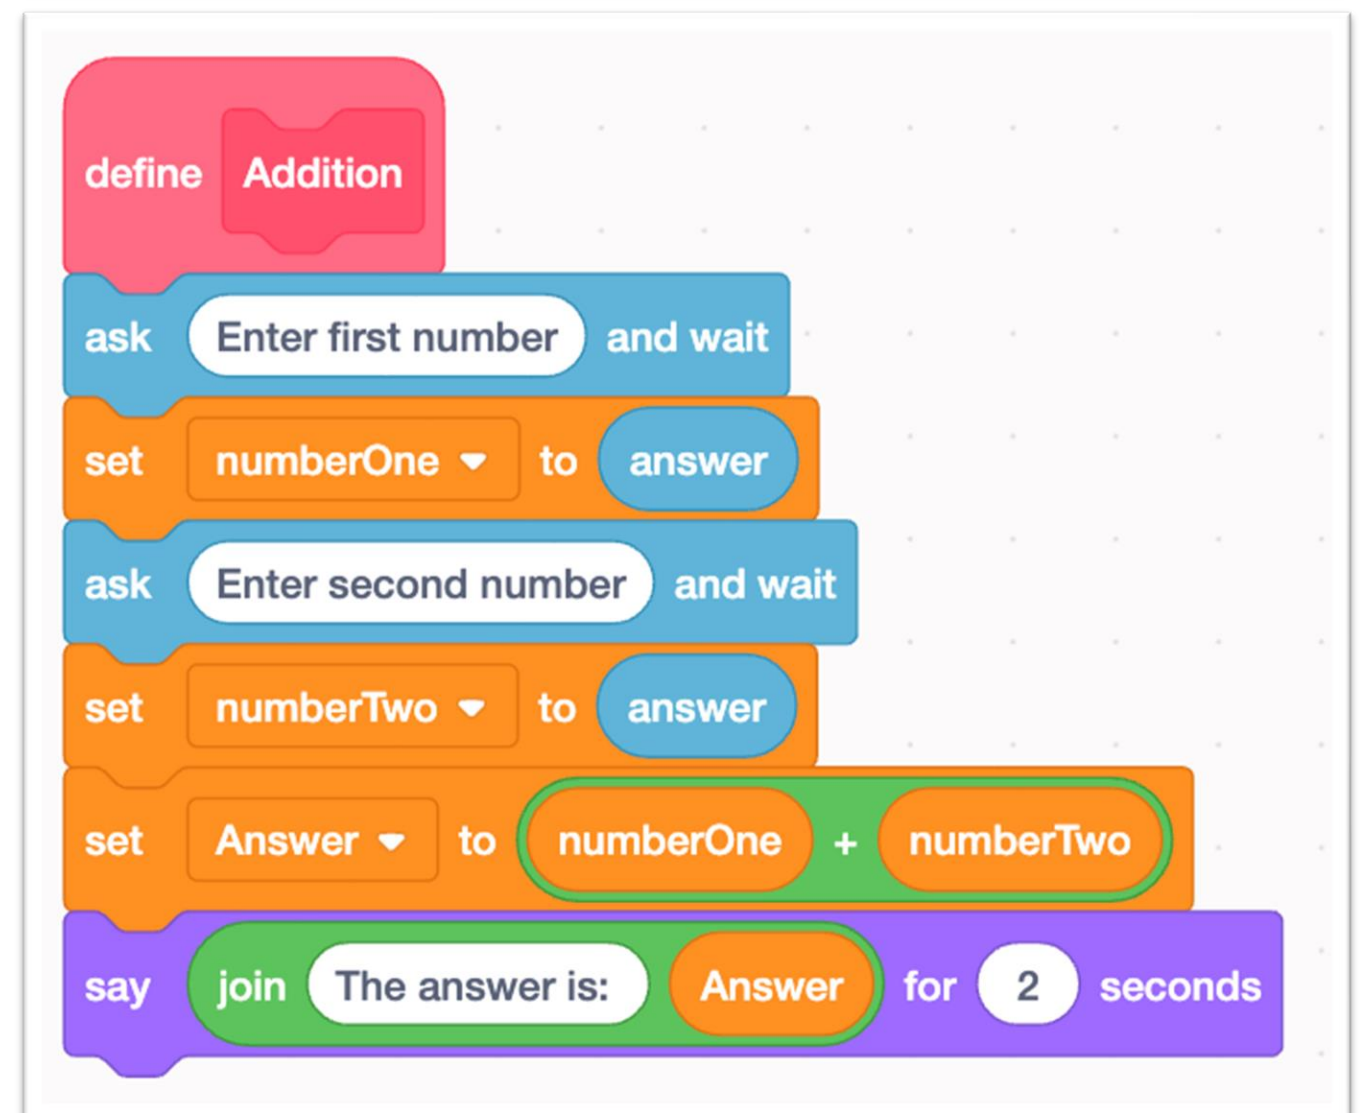 define Addition
ask Enter first number and wait
set numberOne to answer
ask Enter second number and wait
set numberTwo to answer
set Answer to numberOne + numberTwo
say join The answer is: Answer for 2 seconds